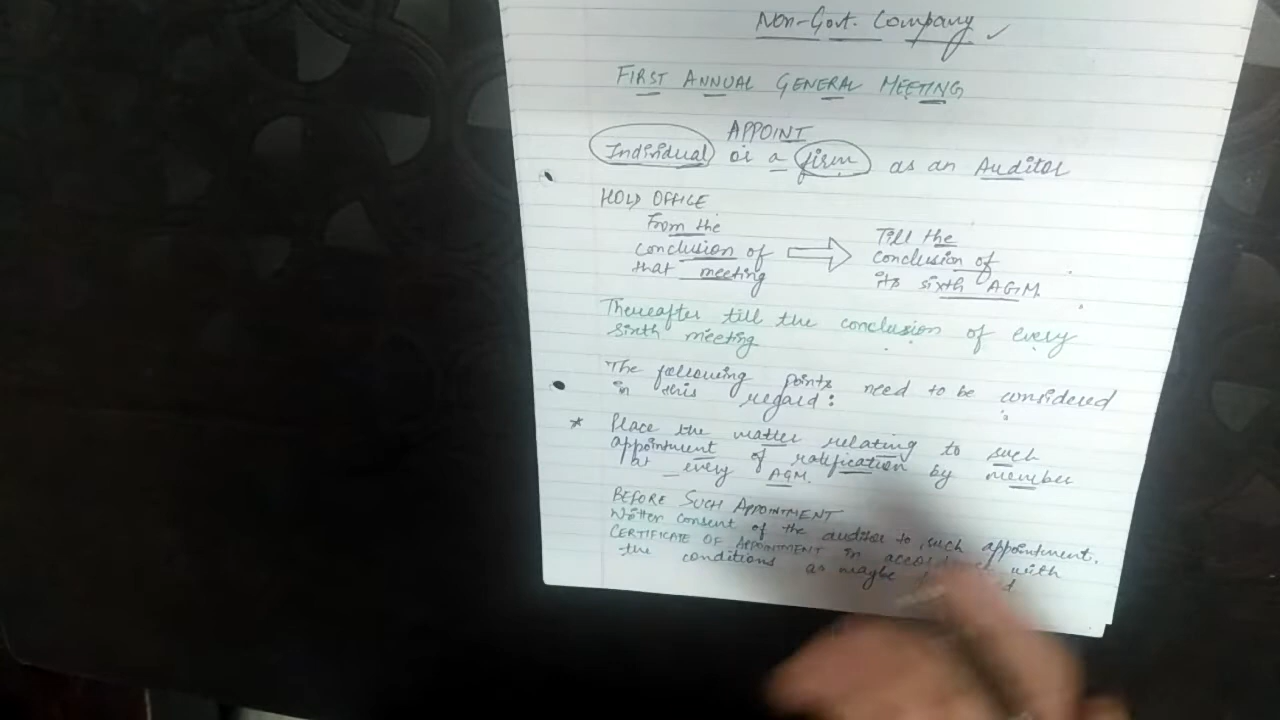 Non-Govt. Company ✓
FIRST ANNUAL GENERAL MEETING
APPOINT
Individual or a firm as an Auditor
HOLD OFFICE
From the
conclusion of
that meeting
Till the
conclusion of
its sixth AGM.
Thereafter till the conclusion of every
sixth meeting
The following points need to be considered
in this regard:
* Place the matter relating to such
appointment of ratification by member
at every AGM.
BEFORE SUCH APPOINTMENT
Written consent of the auditor to such appointment.
CERTIFICATE OF APPOINTMENT in with
the conditions as maybe